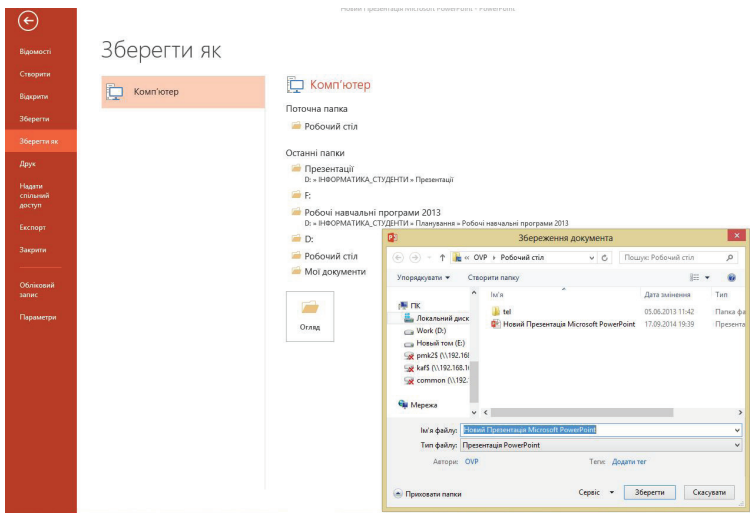 Новий Презентація Microsoft PowerPoint - PowerPoint
Відомості
Створити
Відкрити
Зберегти
Зберегти як
Друк
Надати
спільний
доступ
Експорт
Закрити
Обліковий
запис
Параметри
Зберегти як
Комп'ютер
Комп'ютер
Поточна папка
Робочий стіл
Останні папки
Презентації
D: » ІНФОРМАТИКА_СТУДЕНТИ » Презентації
F:
Робочі навчальні програми 2013
D: » ІНФОРМАТИКА_СТУДЕНТИ » Планування » Робочі навчальні програми 2013
D:
Робочий стіл
Мої документи
Огляд
Збереження документа
« OVP ▸ Робочий стіл
Пошук: Робочий стіл
Упорядкувати
Створити папку
Ім'я
Дата змінення
Тип
ПК
Локальний диск
Work (D:)
Новый том (E:)
pmk2$ (\\192.168
kaf$ (\\192.168.1
common (\\192.
Мережа
tel
05.06.2013 11:42
Папка фа
Новий Презентація Microsoft PowerPoint
17.09.2014 19:39
Презента
Ім'я файлу: Новий Презентація Microsoft PowerPoint
Тип файлу: Презентація PowerPoint
Автори: OVP
Теги: Додати тег
Приховати папки
Сервіс
Зберегти
Скасувати